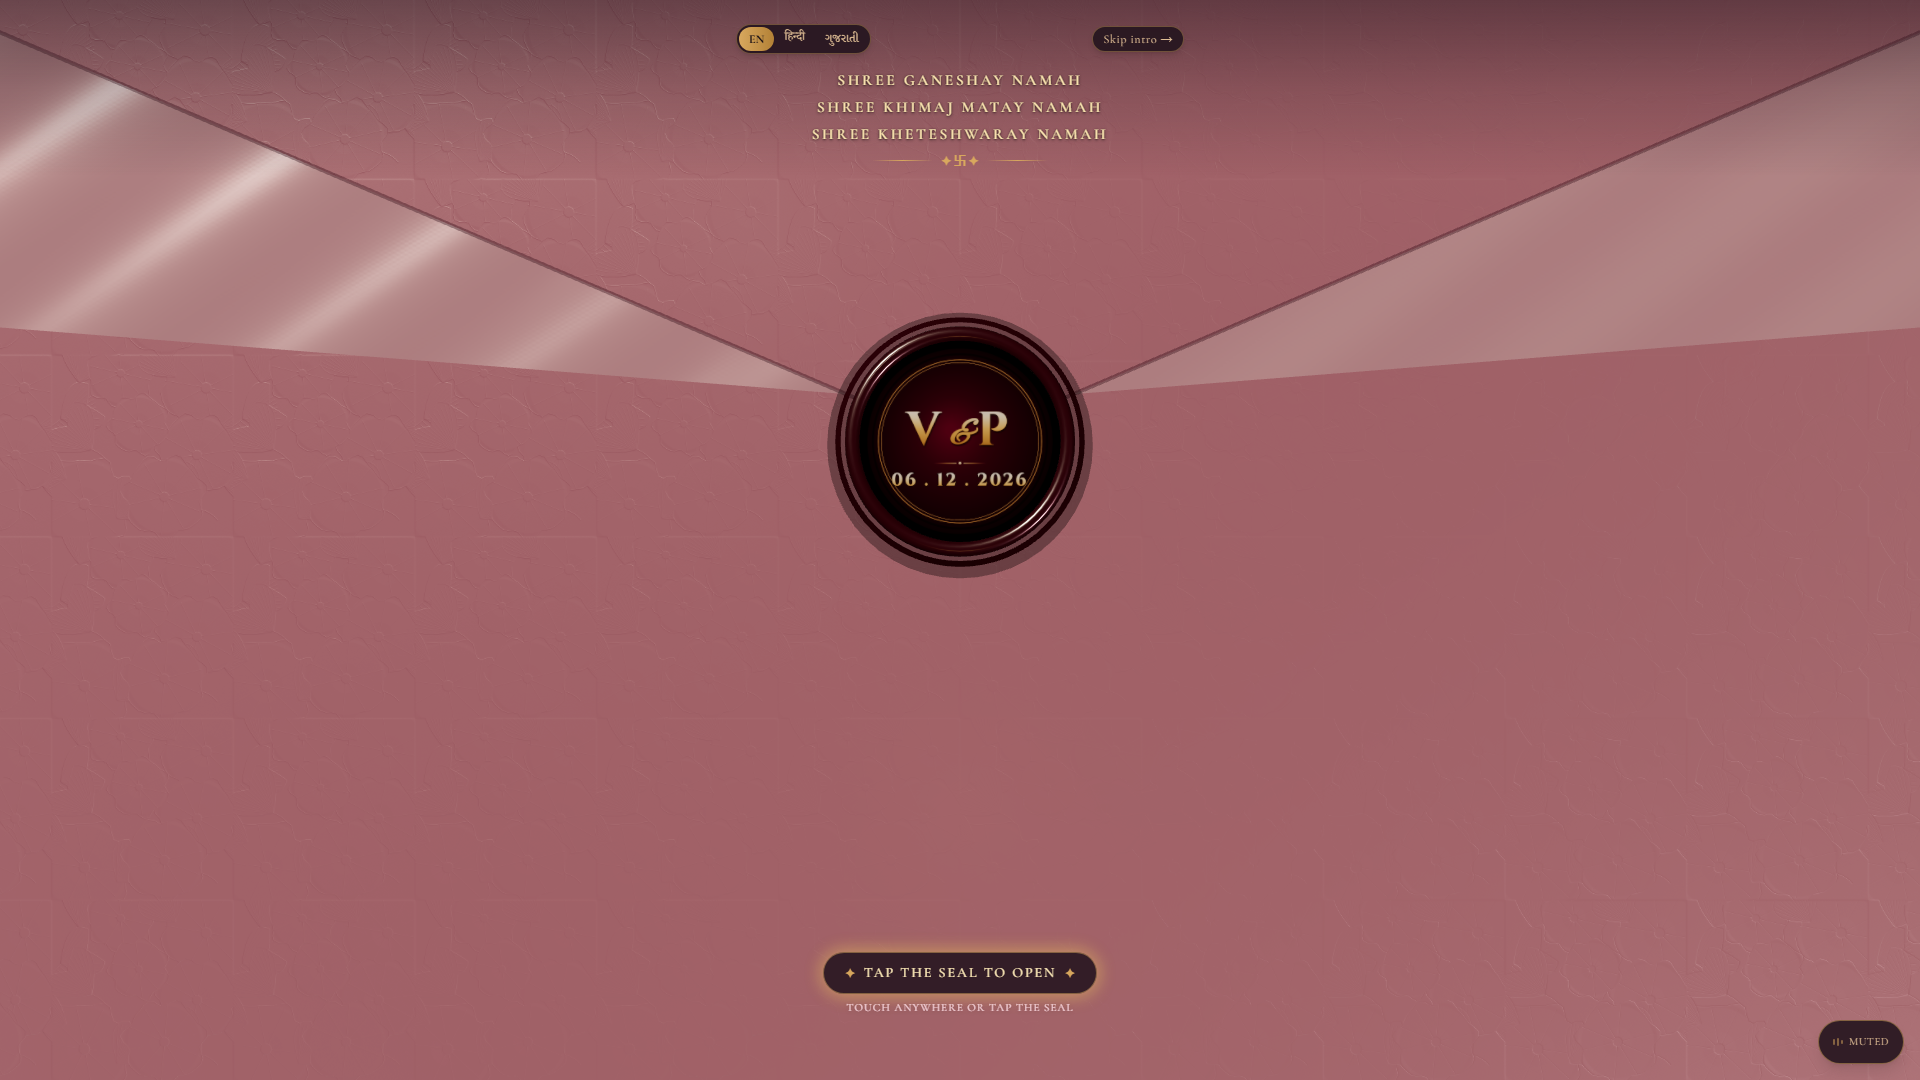 EN हिन्दी ગુજરાતી
Skip intro →
SHREE GANESHAY NAMAH
SHREE KHIMAJ MATAY NAMAH
SHREE KHETESHWARAY NAMAH
✦卐✦
V & P
06 . 12 . 2026
✦ TAP THE SEAL TO OPEN ✦
TOUCH ANYWHERE OR TAP THE SEAL
MUTED